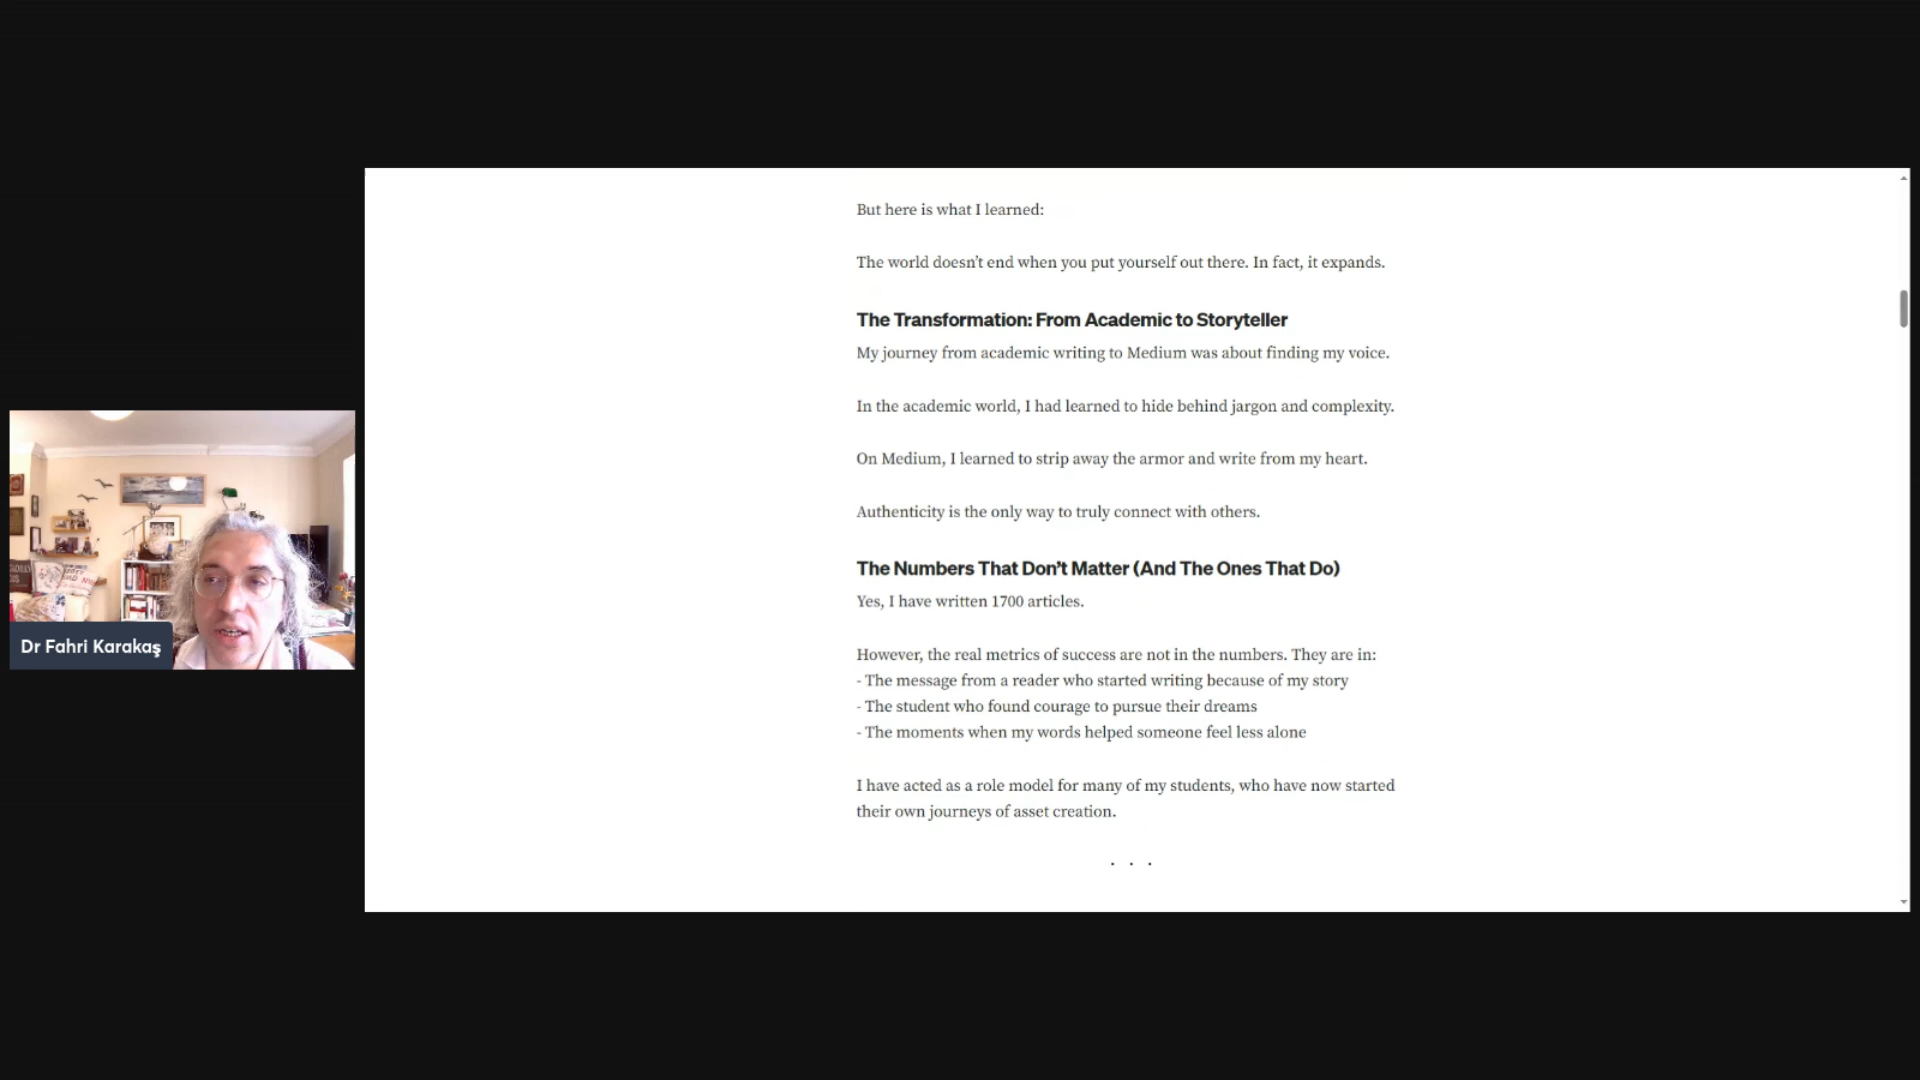 But here is what I learned:
The world doesn't end when you put yourself out there. In fact, it expands.
The Transformation: From Academic to Storyteller
My journey from academic writing to Medium was about finding my voice.
In the academic world, I had learned to hide behind jargon and complexity.
On Medium, I learned to strip away the armor and write from my heart.
Authenticity is the only way to truly connect with others.
The Numbers That Don't Matter (And The Ones That Do)
Yes, I have written 1700 articles.
However, the real metrics of success are not in the numbers. They are in:
- The message from a reader who started writing because of my story
- The student who found courage to pursue their dreams
- The moments when my words helped someone feel less alone
I have acted as a role model for many of my students, who have now started
their own journeys of asset creation.
. . .
Dr Fahri Karakaş